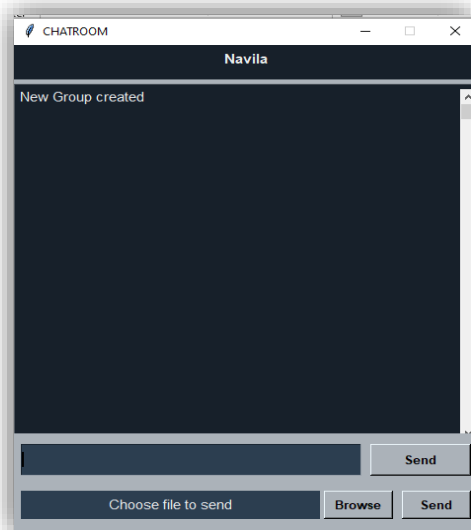 CHATROOM
Navila
New Group created
Send
Choose file to send Browse Send